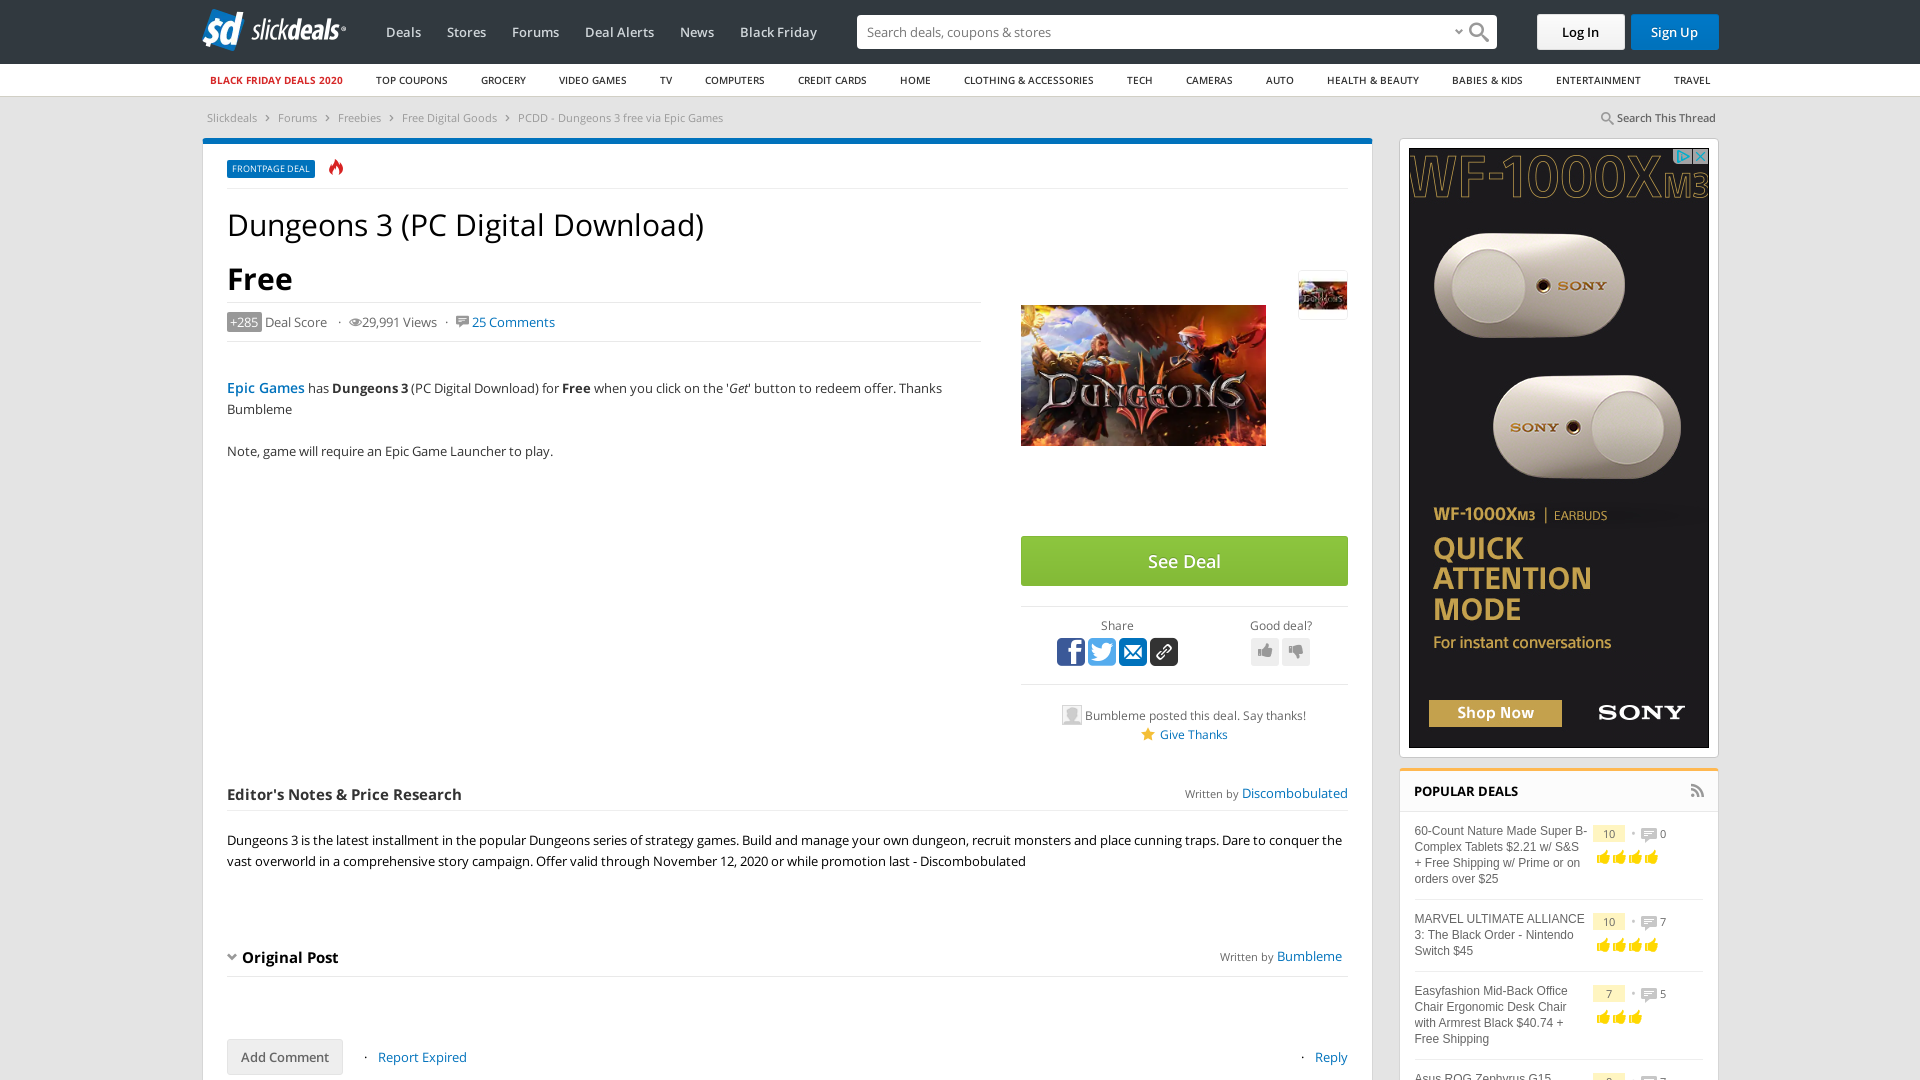 sd slickdeals
Deals
Stores
Forums
Deal Alerts
News
Black Friday
Search deals, coupons & stores
Log In
Sign Up
BLACK FRIDAY DEALS 2020
TOP COUPONS
GROCERY
VIDEO GAMES
TV
COMPUTERS
CREDIT CARDS
HOME
CLOTHING & ACCESSORIES
TECH
CAMERAS
AUTO
HEALTH & BEAUTY
BABIES & KIDS
ENTERTAINMENT
TRAVEL
Slickdeals › Forums › Freebies › Free Digital Goods › PCDD - Dungeons 3 free via Epic Games
Search This Thread
FRONTPAGE DEAL
Dungeons 3 (PC Digital Download)
Free
+285 Deal Score · 29,991 Views · 25 Comments
Epic Games has Dungeons 3 (PC Digital Download) for Free when you click on the 'Get' button to redeem offer. Thanks
Bumbleme
Note, game will require an Epic Game Launcher to play.
DUNGEONS
See Deal
Share
Good deal?
Bumbleme posted this deal. Say thanks!
Give Thanks
Editor's Notes & Price Research
Written by Discombobulated
Dungeons 3 is the latest installment in the popular Dungeons series of strategy games. Build and manage your own dungeon, recruit monsters and place cunning traps. Dare to conquer the
vast overworld in a comprehensive story campaign. Offer valid through November 12, 2020 or while promotion last - Discombobulated
Original Post
Written by Bumbleme
Add Comment
· Report Expired
· Reply
WF-1000XM3
SONY
SONY
WF-1000XM3 | EARBUDS
QUICK
ATTENTION
MODE
For instant conversations
Shop Now
SONY
POPULAR DEALS
60-Count Nature Made Super B-
Complex Tablets $2.21 w/ S&S
+ Free Shipping w/ Prime or on
orders over $25
10 • 0
MARVEL ULTIMATE ALLIANCE
3: The Black Order - Nintendo
Switch $45
10 • 7
Easyfashion Mid-Back Office
Chair Ergonomic Desk Chair
with Armrest Black $40.74 +
Free Shipping
7 • 5
Asus ROG Zephyrus G15